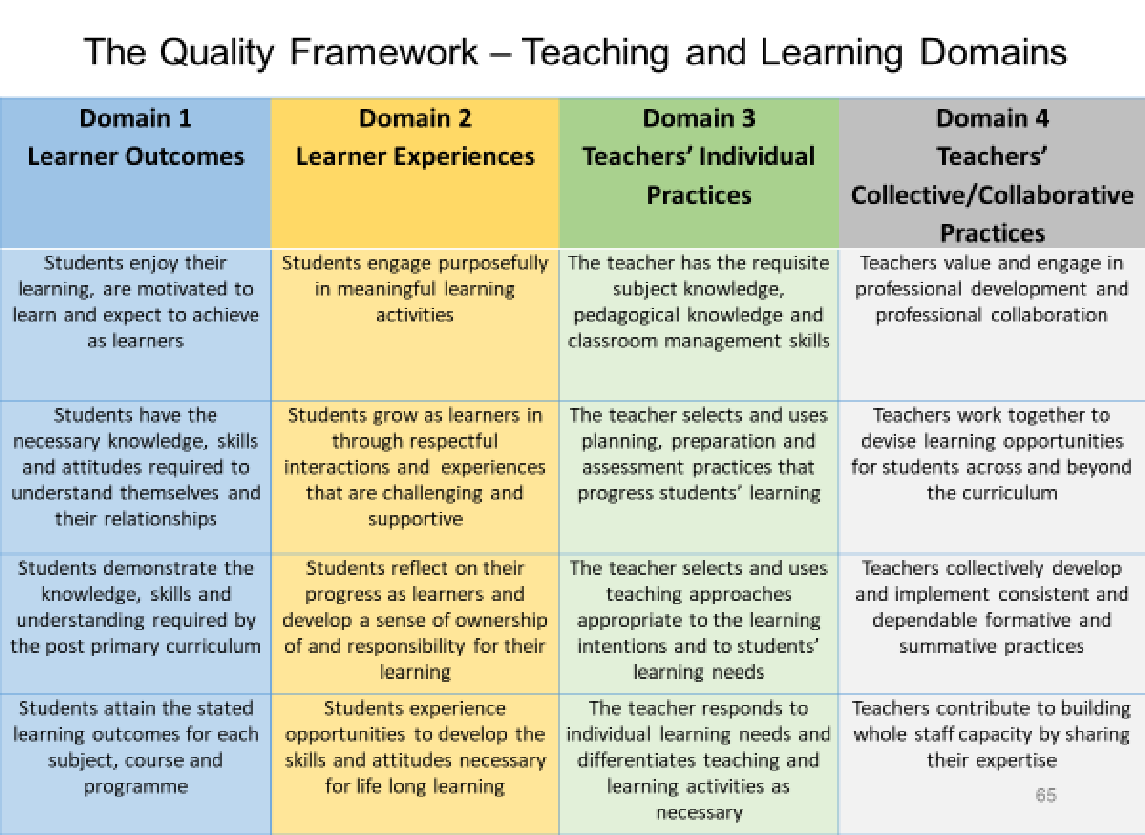 The Quality Framework – Teaching and Learning Domains
Domain 1
Learner Outcomes
Domain 2
Learner Experiences
Domain 3
Teachers’ Individual
Practices
Domain 4
Teachers’
Collective/Collaborative
Practices
Students enjoy their
learning, are motivated to
learn and expect to achieve
as learners
Students engage purposefully
in meaningful learning
activities
The teacher has the requisite
subject knowledge,
pedagogical knowledge and
classroom management skills
Teachers value and engage in
professional development and
professional collaboration
Students have the
necessary knowledge, skills
and attitudes required to
understand themselves and
their relationships
Students grow as learners in
through respectful
interactions and experiences
that are challenging and
supportive
The teacher selects and uses
planning, preparation and
assessment practices that
progress students’ learning
Teachers work together to
devise learning opportunities
for students across and beyond
the curriculum
Students demonstrate the
knowledge, skills and
understanding required by
the post primary curriculum
Students reflect on their
progress as learners and
develop a sense of ownership
of and responsibility for their
learning
The teacher selects and uses
teaching approaches
appropriate to the learning
intentions and to students’
learning needs
Teachers collectively develop
and implement consistent and
dependable formative and
summative practices
Students attain the stated
learning outcomes for each
subject, course and
programme
Students experience
opportunities to develop the
skills and attitudes necessary
for life long learning
The teacher responds to
individual learning needs and
differentiates teaching and
learning activities as
necessary
Teachers contribute to building
whole staff capacity by sharing
their expertise
65